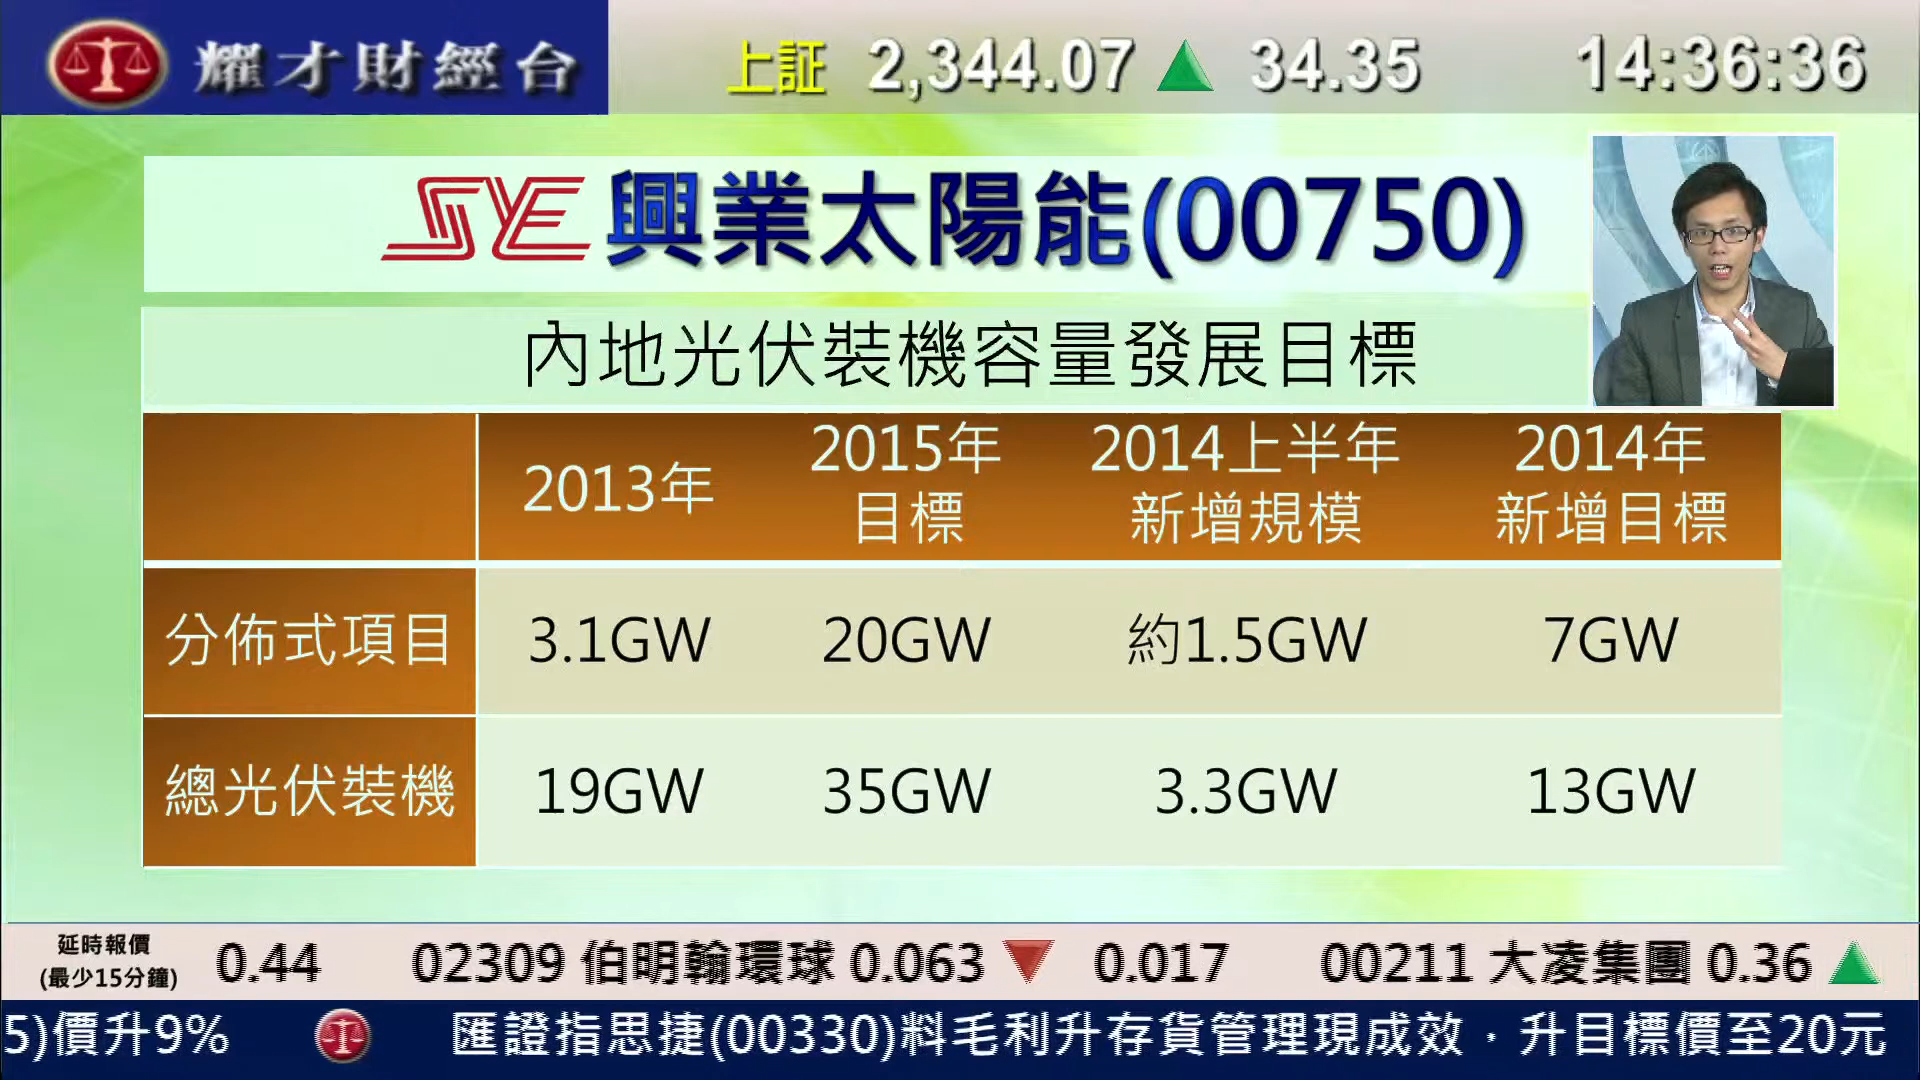 耀才財經台
上証 2,344.07 ▲ 34.35 14:36:36
SYE 興業太陽能(00750)
內地光伏裝機容量發展目標
2013年 2015年目標 2014上半年新增規模 2014年新增目標
分佈式項目 3.1GW 20GW 約1.5GW 7GW
總光伏裝機 19GW 35GW 3.3GW 13GW
延時報價
(最少15分鐘)
0.44 02309 伯明翰環球 0.063 ▼ 0.017 00211 大凌集團 0.36 ▲
5)價升9% 匯證指思捷(00330)料毛利升存貨管理現成效，升目標價至20元